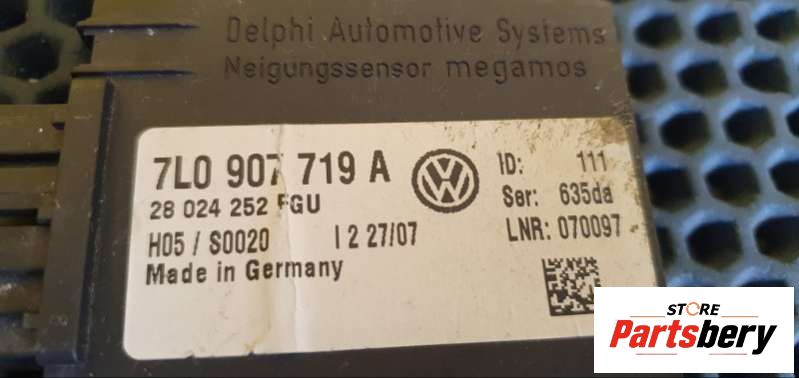 Delphi Automotive Systems
Neigungssensor megamos
7L0 907 719 A
28 024 252 FGU
H05 / S0020 I 2 27/07
Made in Germany
ID: 111
Ser: 635da
LNR: 070097
STORE
Partsbery